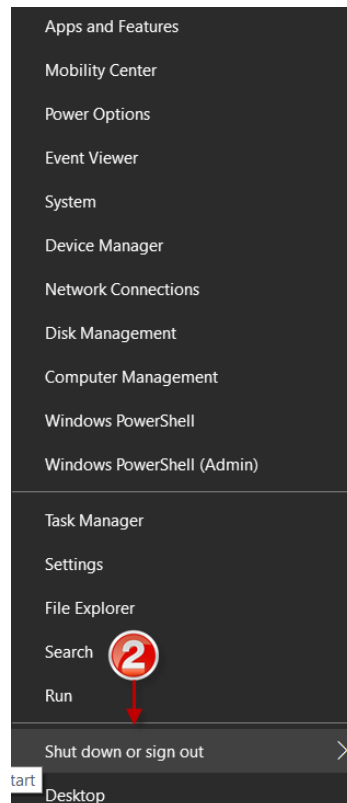 Apps and Features
Mobility Center
Power Options
Event Viewer
System
Device Manager
Network Connections
Disk Management
Computer Management
Windows PowerShell
Windows PowerShell (Admin)
Task Manager
Settings
File Explorer
Search
2
Run
Shut down or sign out
tart
Desktop